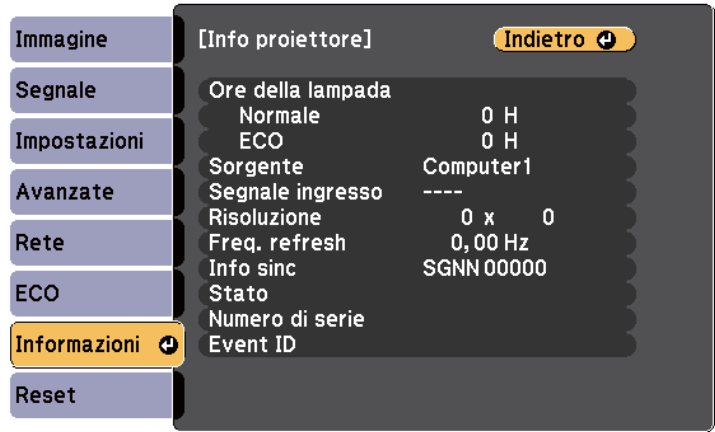 Immagine
Segnale
Impostazioni
Avanzate
Rete
ECO
Informazioni
Reset
[Info proiettore] Indietro
Ore della lampada
Normale 0 H
ECO 0 H
Sorgente Computer1
Segnale ingresso ----
Risoluzione 0 x 0
Freq. refresh 0,00 Hz
Info sinc SGNN 00000
Stato
Numero di serie
Event ID